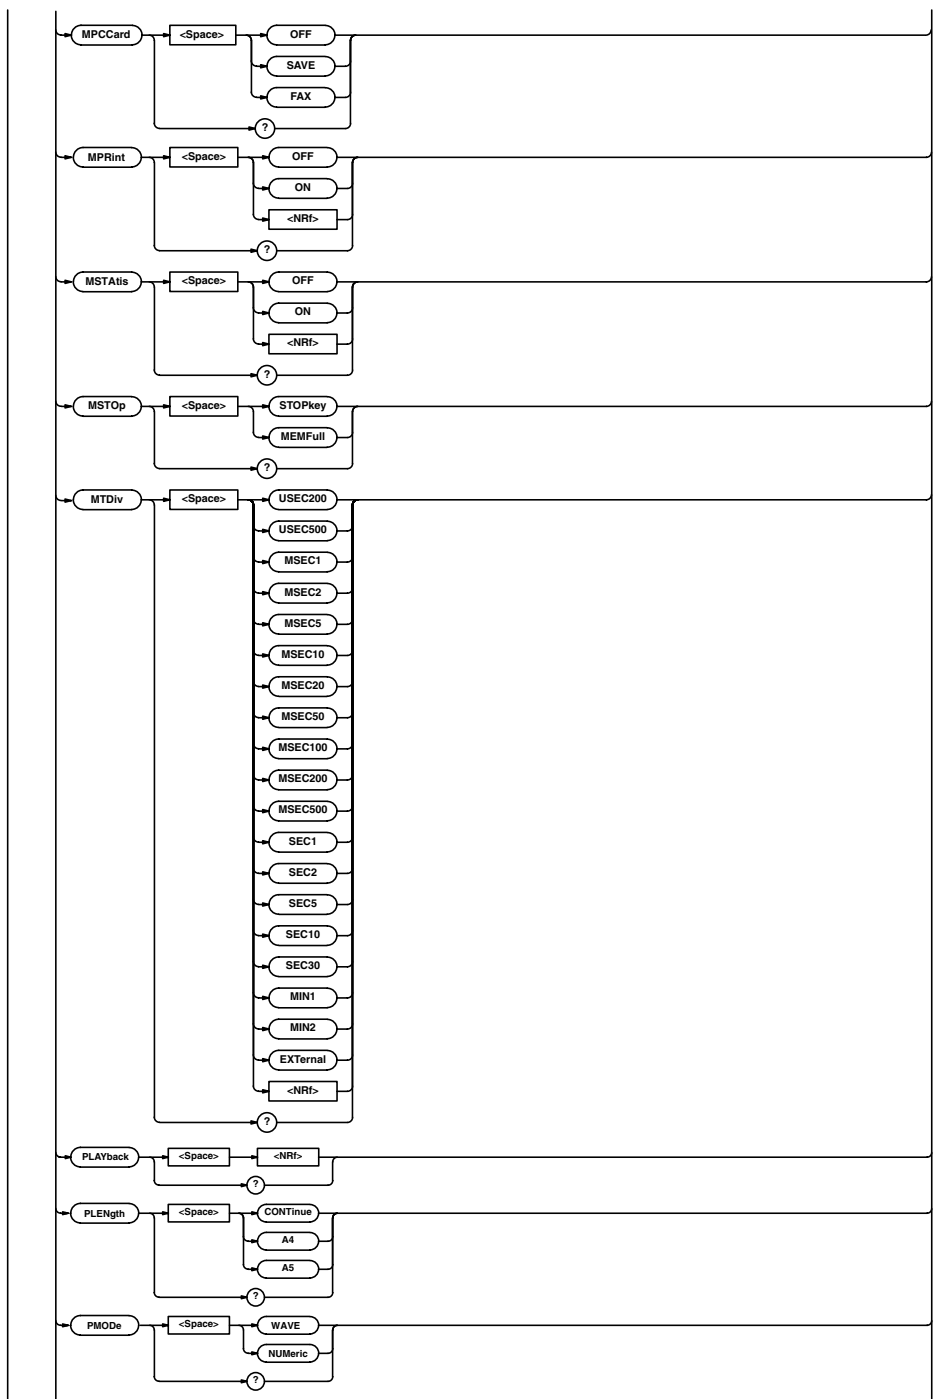 MPCCard <Space> OFF
SAVE
FAX
?
MPRint <Space> OFF
ON
<NRf>
?
MSTAtis <Space> OFF
ON
<NRf>
?
MSTOp <Space> STOPkey
MEMFull
?
MTDiv <Space> USEC200
USEC500
MSEC1
MSEC2
MSEC5
MSEC10
MSEC20
MSEC50
MSEC100
MSEC200
MSEC500
SEC1
SEC2
SEC5
SEC10
SEC30
MIN1
MIN2
EXTernal
<NRf>
?
PLAYback <Space> <NRf>
?
PLENgth <Space> CONTinue
A4
A5
?
PMODe <Space> WAVE
NUMeric
?